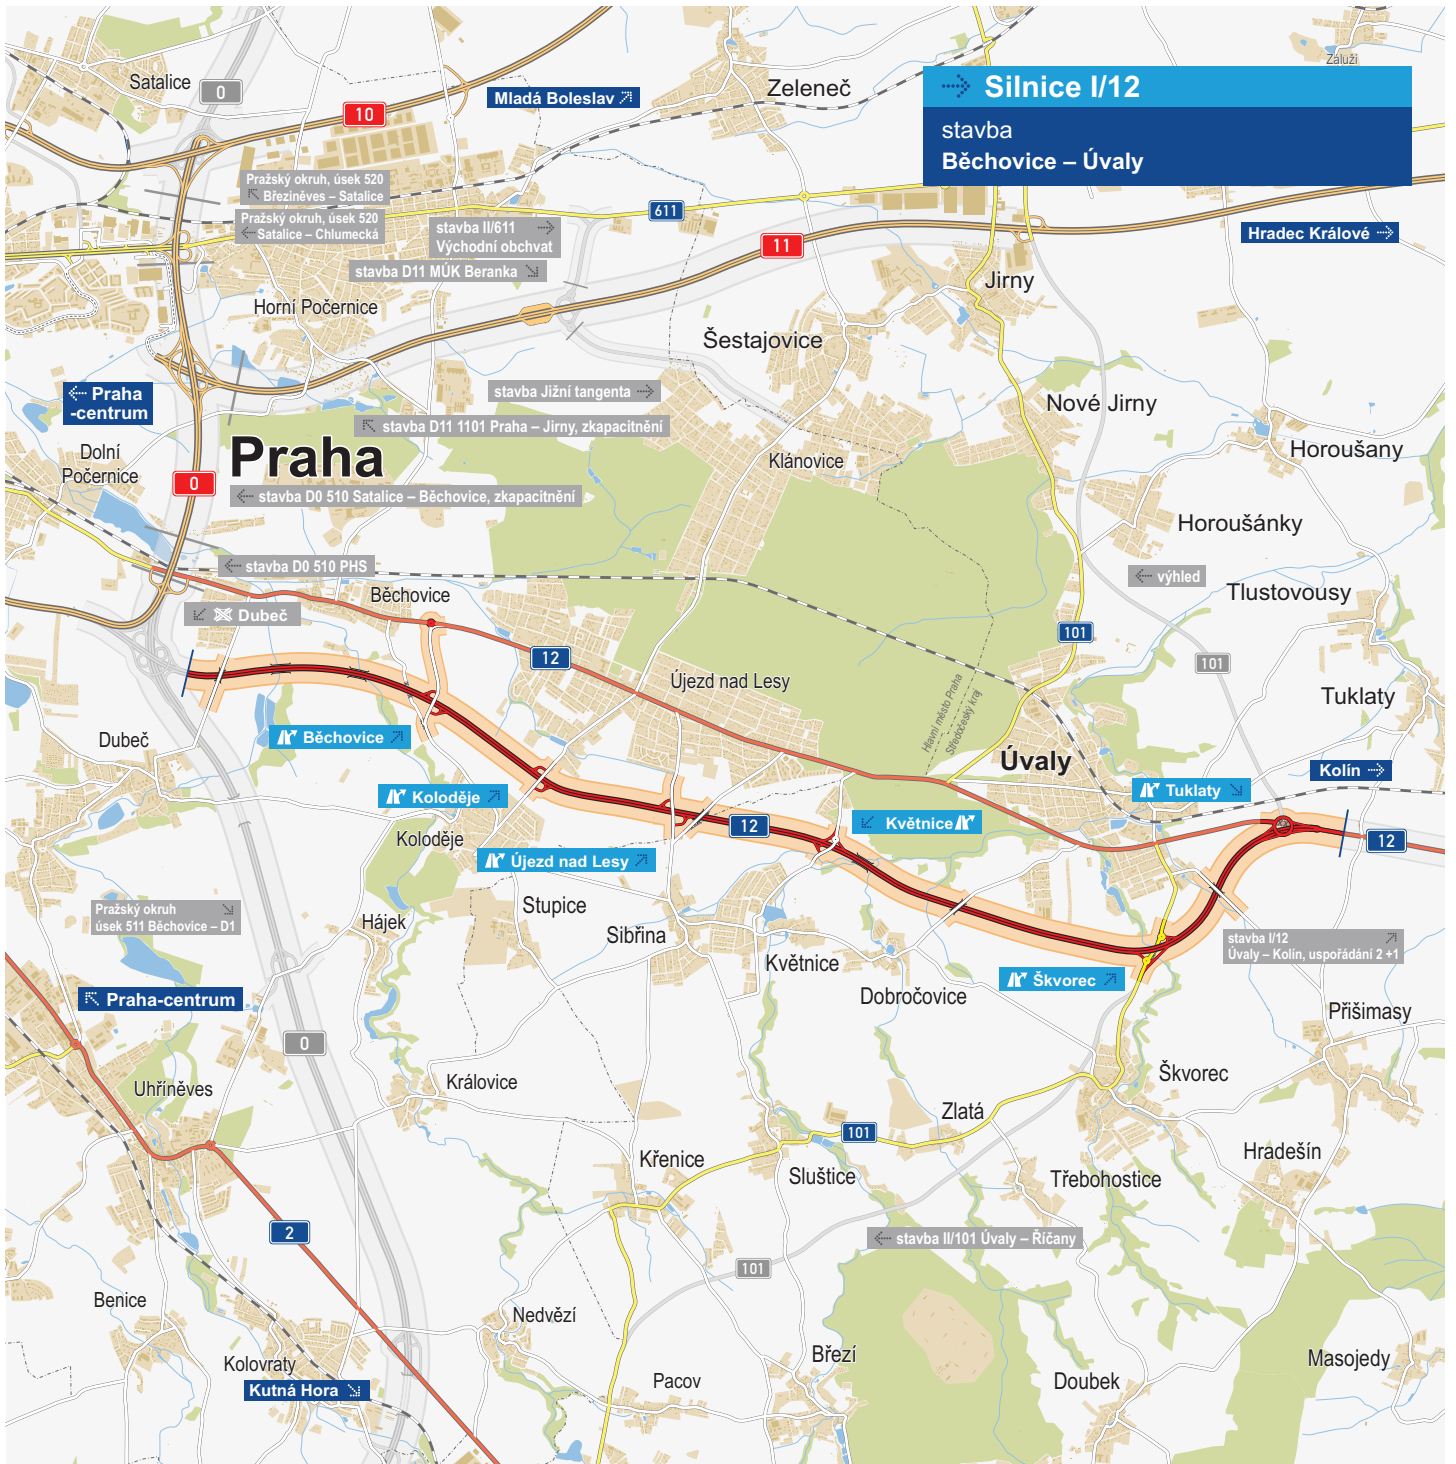 Satalice
0
10
Mladá Boleslav
Zeleneč
Záluží
Silnice I/12
stavba
Běchovice – Úvaly
Pražský okruh, úsek 520
Březiněves – Satalice
Pražský okruh, úsek 520
Satalice – Chlumecká
stavba II/611
Východní obchvat
stavba D11 MÚK Beranka
611
11
Hradec Králové
Horní Počernice
Jirny
Šestajovice
Praha
-centrum
stavba Jižní tangenta
stavba D11 1101 Praha – Jirny, zkapacitnění
Nové Jirny
Horoušany
Dolní
Počernice
Praha
Klánovice
0
stavba D0 510 Satalice – Běchovice, zkapacitnění
Horoušánky
stavba D0 510 PHS
výhled
Tlustovousy
Běchovice
Dubeč
101
12
101
Újezd nad Lesy
Hlavní město Praha
Středočeský kraj
Tuklaty
Dubeč
Běchovice
Úvaly
Kolín
Koloděje
Tuklaty
Květnice
12
12
Koloděje
Újezd nad Lesy
Pražský okruh
úsek 511 Běchovice – D1
Stupice
Hájek
Sibřina
Květnice
stavba I/12
Úvaly – Kolín, uspořádání 2 +1
Škvorec
Dobročovice
Praha-centrum
Přišimasy
0
Uhříněves
Královice
Škvorec
Zlatá
101
Křenice
Sluštice
Třebohostice
Hradešín
2
stavba II/101 Úvaly – Říčany
101
Benice
Nedvězí
Kolovraty
Březí
Masojedy
Kutná Hora
Pacov
Doubek